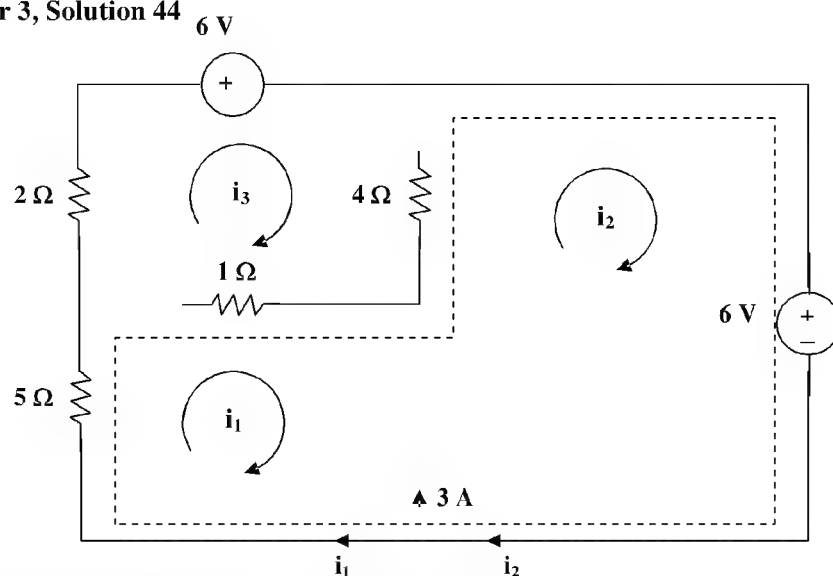 r 3, Solution 44
6 V
+
2 Ω
i₃
4 Ω
i₂
1 Ω
6 V
+
–
5 Ω
i₁
3 A
i₁ i₂